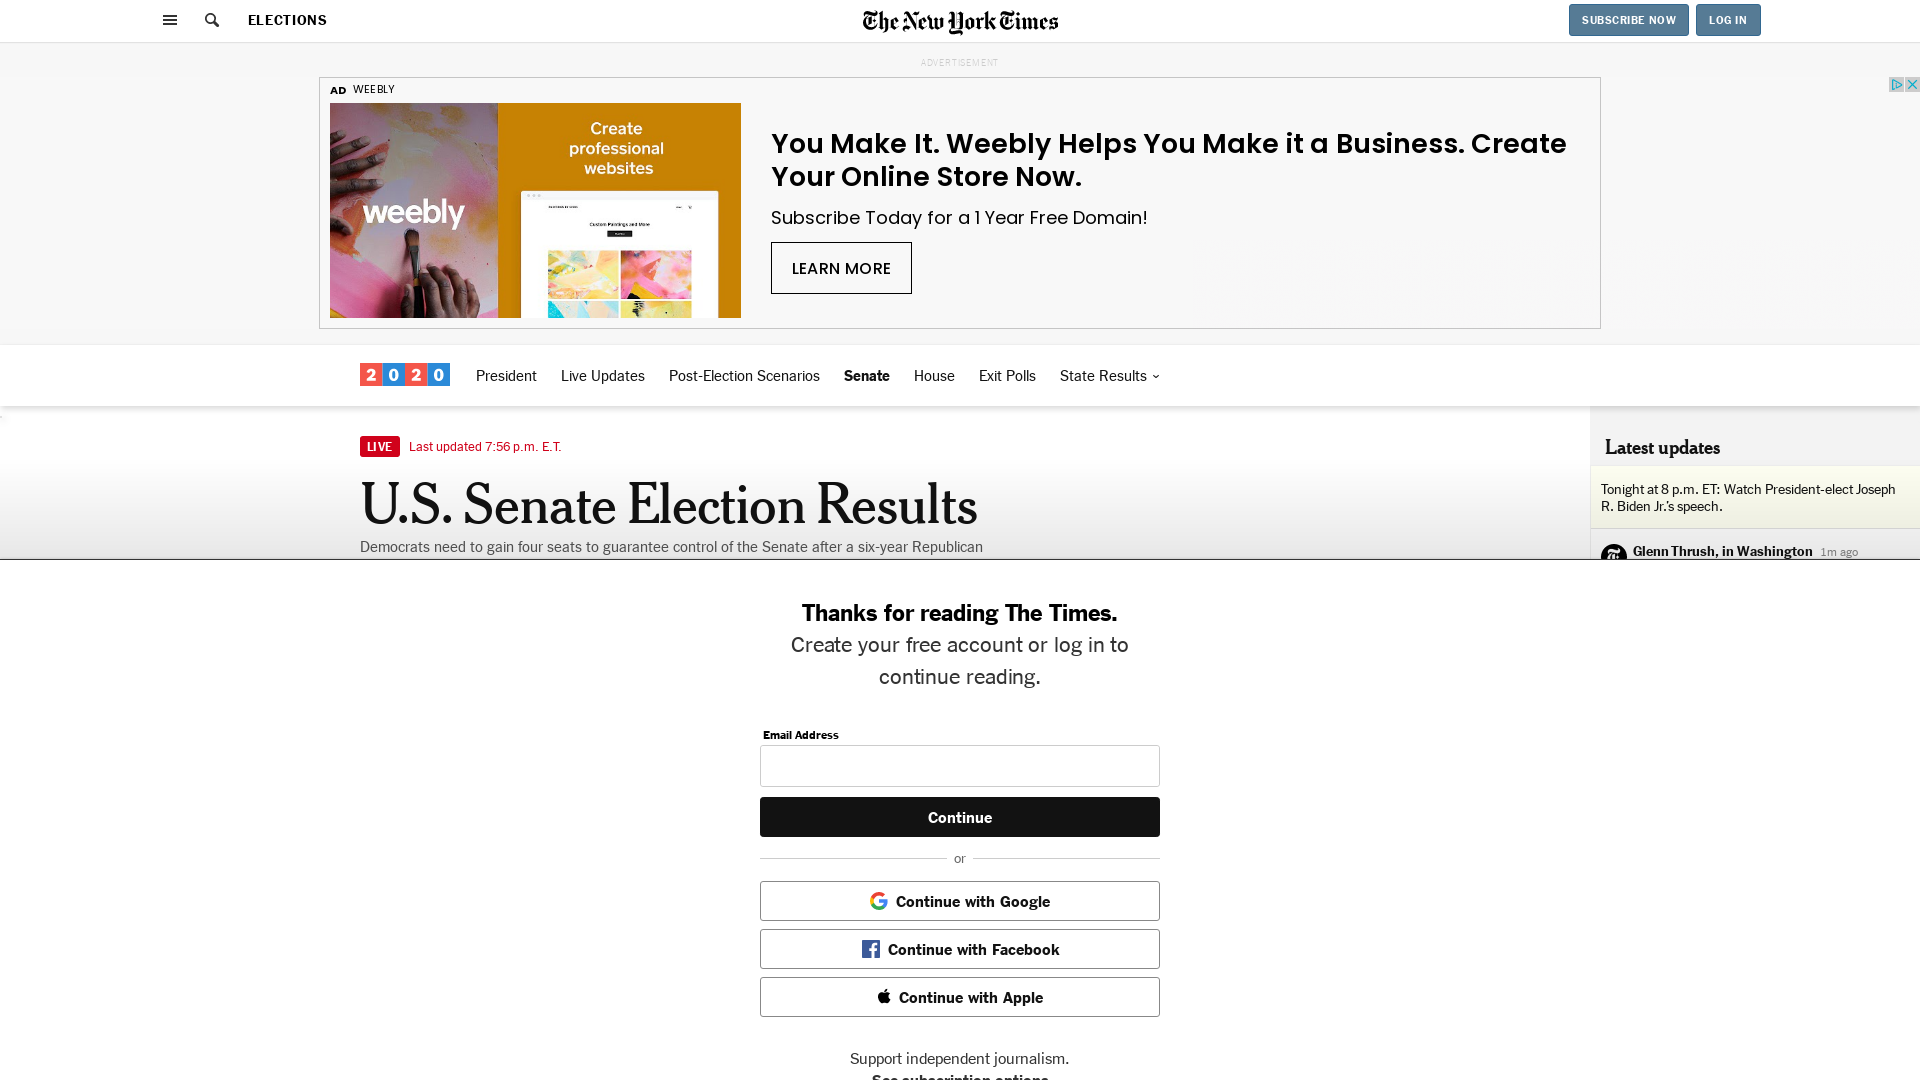 ELECTIONS
The New York Times
SUBSCRIBE NOW
LOG IN
ADVERTISEMENT
AD WEEBLY
weebly
Create
professional
websites
Custom Paintings and More
You Make It. Weebly Helps You Make it a Business. Create
Your Online Store Now.
Subscribe Today for a 1 Year Free Domain!
LEARN MORE
2020
President
Live Updates
Post-Election Scenarios
Senate
House
Exit Polls
State Results
LIVE Last updated 7:56 p.m. E.T.
U.S. Senate Election Results
Democrats need to gain four seats to guarantee control of the Senate after a six-year Republican
Latest updates
Tonight at 8 p.m. ET: Watch President-elect Joseph
R. Biden Jr.’s speech.
Glenn Thrush, in Washington 1m ago
Thanks for reading The Times.
Create your free account or log in to
continue reading.
Email Address
Continue
or
Continue with Google
Continue with Facebook
Continue with Apple
Support independent journalism.
See subscription options